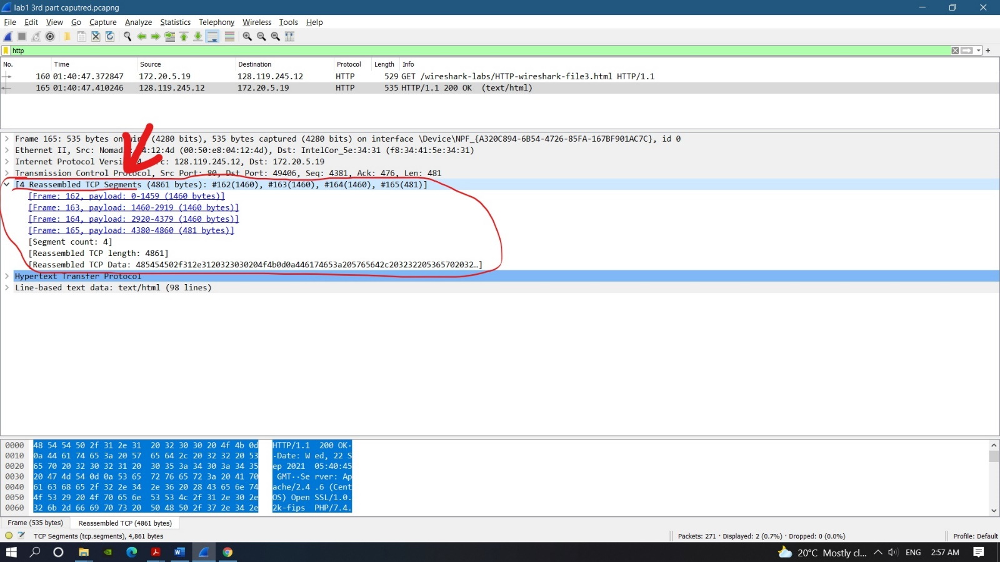 lab1 3rd part caputred.pcapng
File Edit View Go Capture Analyze Statistics Telephony Wireless Tools Help
http
No. Time Source Destination Protocol Length Info
160 01:40:47.372847 172.20.5.19 128.119.245.12 HTTP 529 GET /wireshark-labs/HTTP-wireshark-file3.html HTTP/1.1
165 01:40:47.410246 128.119.245.12 172.20.5.19 HTTP 535 HTTP/1.1 200 OK (text/html)
Frame 165: 535 bytes on wire (4280 bits), 535 bytes captured (4280 bits) on interface \Device\NPF_{A320C894-6B54-4726-85FA-167BF901AC7C}, id 0
Ethernet II, Src: 4:12:4d (00:50:e8:04:12:4d), Dst: IntelCor_5e:34:31 (f8:34:41:5e:34:31)
Internet Protocol Version 4, Src: 128.119.245.12, Dst: 172.20.5.19
Transmission Control Protocol, Src Port: 80, Dst Port: 49406, Seq: 4381, Ack: 476, Len: 481
[4 Reassembled TCP Segments (4861 bytes): #162(1460), #163(1460), #164(1460), #165(481)]
[Frame: 162, payload: 0-1459 (1460 bytes)]
[Frame: 163, payload: 1460-2919 (1460 bytes)]
[Frame: 164, payload: 2920-4379 (1460 bytes)]
[Frame: 165, payload: 4380-4860 (481 bytes)]
[Segment count: 4]
[Reassembled TCP length: 4861]
[Reassembled TCP Data: 485454502f312e3120323030204f4b0d0a446174653a205765642c203232205365702032…]
Hypertext Transfer Protocol
Line-based text data: text/html (98 lines)
0000 48 54 54 50 2f 31 2e 31 20 32 30 30 20 4f 4b 0d HTTP/1.1 200 OK·
0010 0a 44 61 74 65 3a 20 57 65 64 2c 20 32 32 20 53 ·Date: W ed, 22 S
0020 65 70 20 32 30 32 31 20 30 35 3a 34 30 3a 34 35 ep 2021 05:40:45
0030 20 47 4d 54 0d 0a 53 65 72 76 65 72 3a 20 41 70 GMT··Se rver: Ap
0040 61 63 68 65 2f 32 2e 34 2e 36 20 28 43 65 6e 74 ache/2.4 .6 (Cent
0050 4f 53 29 20 4f 70 65 6e 53 53 4c 2f 31 2e 30 2e OS) Open SSL/1.0.
0060 32 6b 2d 66 69 70 73 20 50 48 50 2f 37 2e 34 2e 2k-fips PHP/7.4.
Frame (535 bytes) Reassembled TCP (4861 bytes)
TCP Segments (tcp.segments), 4,861 bytes Packets: 271 · Displayed: 2 (0.7%) · Dropped: 0 (0.0%) Profile: Default
20°C Mostly cl... ENG 2:57 AM